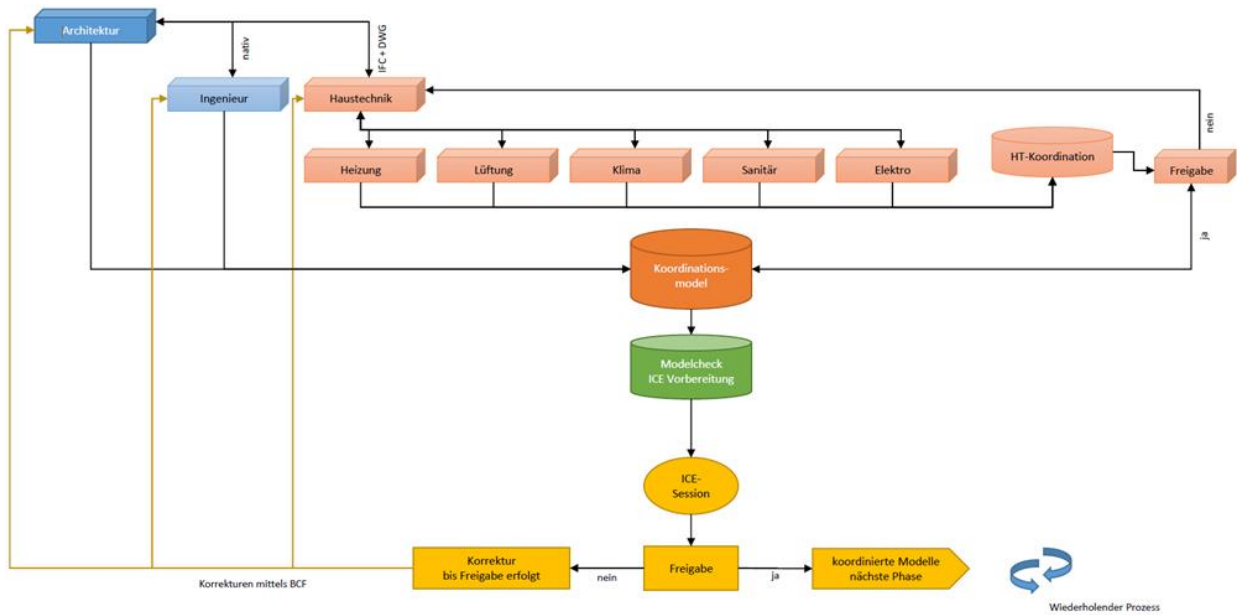 Architektur
nativ
IFC + DWG
Ingenieur
Haustechnik
nein
Heizung
Lüftung
Klima
Sanitär
Elektro
HT-Koordination
Freigabe
ja
Koordinations-
model
Modelcheck
ICE Vorbereitung
ICE-
Session
Korrektur
bis Freigabe erfolgt
nein
Freigabe
ja
koordinierte Modelle
nächste Phase
Korrekturen mittels BCF
Wiederholender Prozess